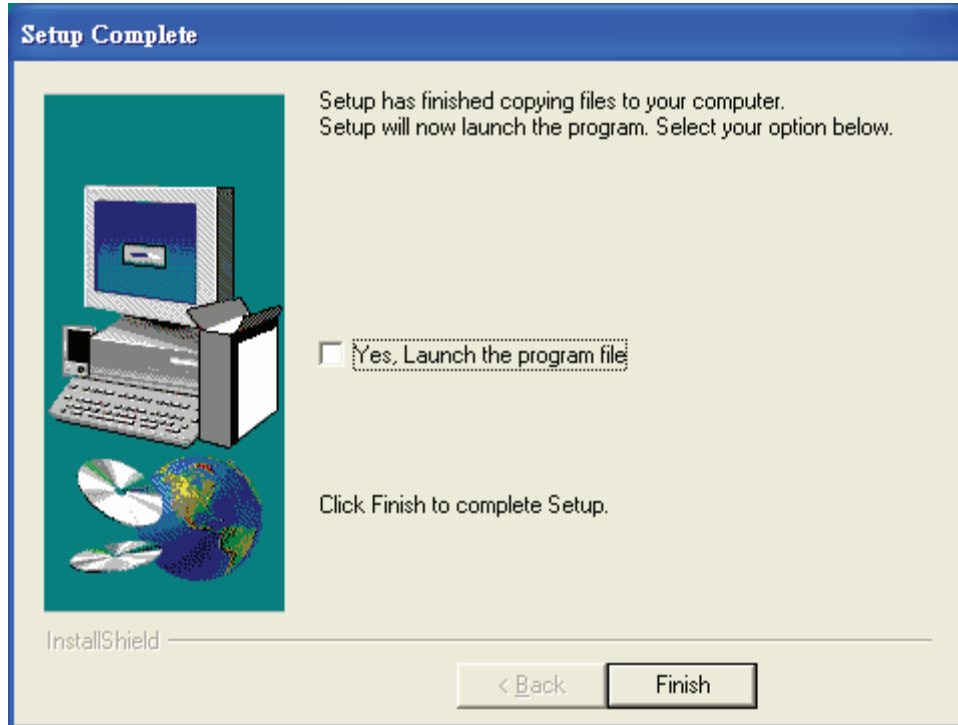 Setup Complete
Setup has finished copying files to your computer.
Setup will now launch the program. Select your option below.
Yes, Launch the program file
Click Finish to complete Setup.
InstallShield
< Back
Finish